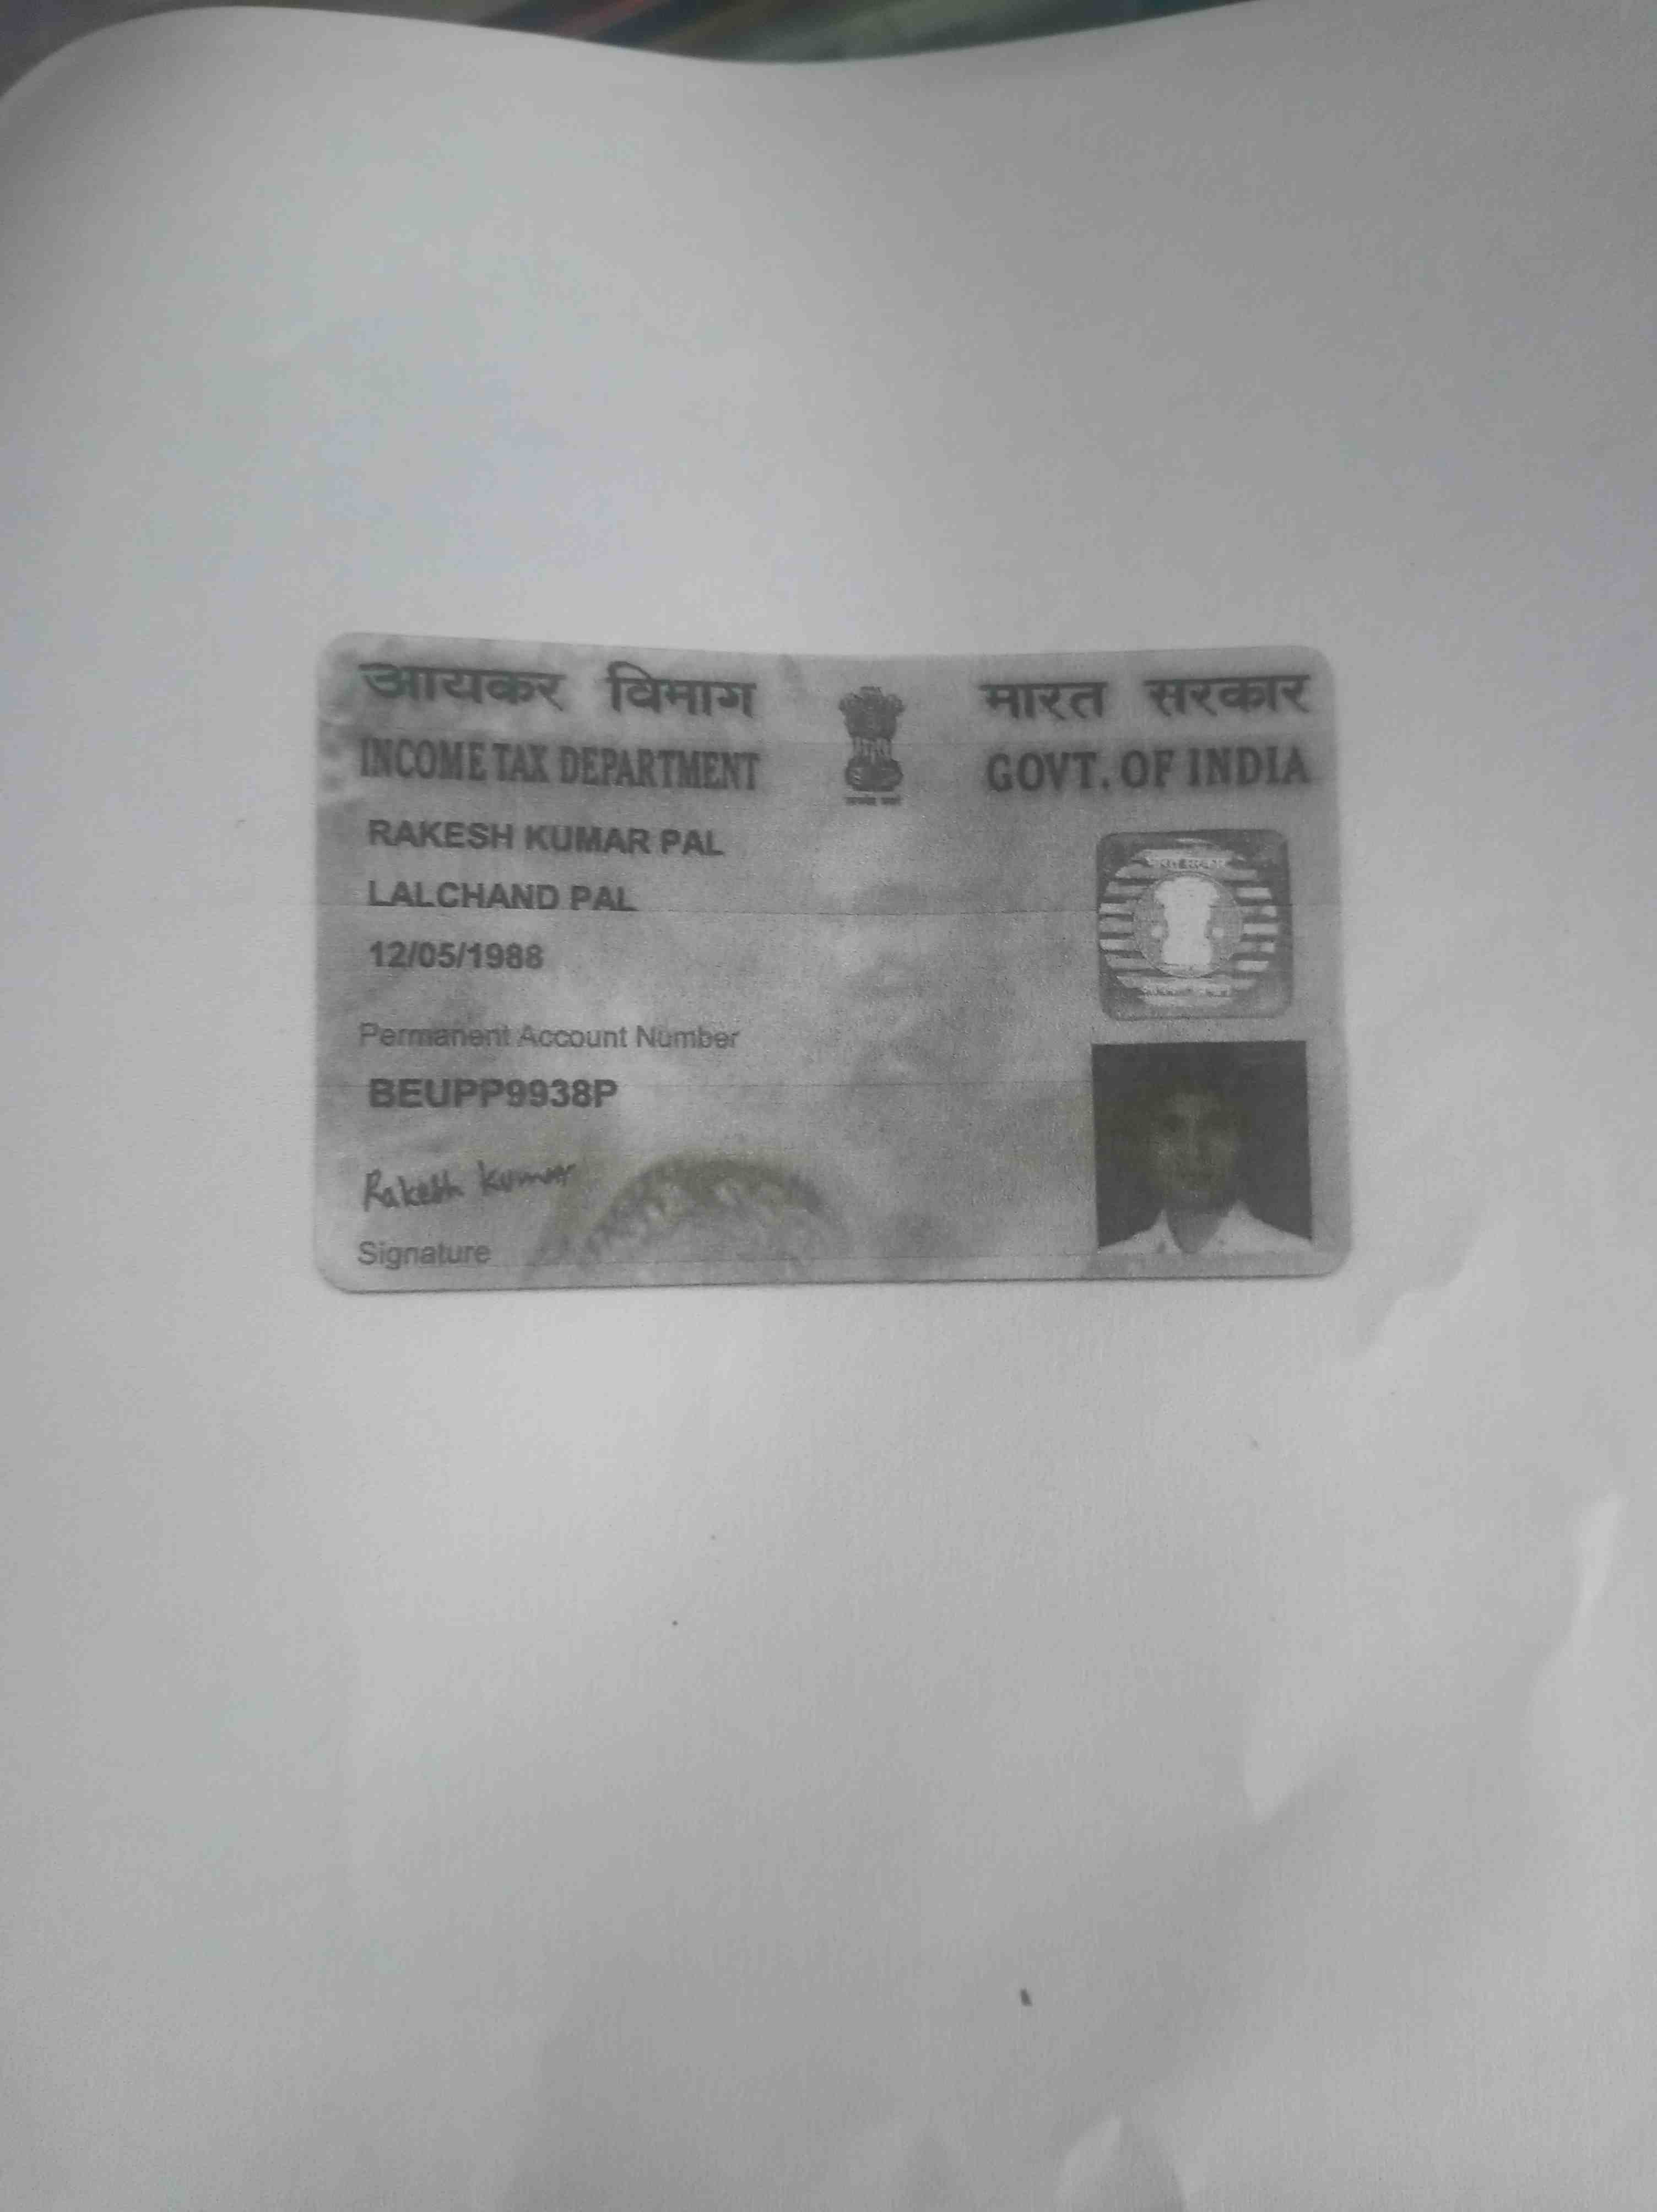 आयकर विभाग
INCOME TAX DEPARTMENT
भारत सरकार
GOVT. OF INDIA
RAKESH KUMAR PAL
LALCHAND PAL
12/05/1988
Permanent Account Number
BEUPP9938P
Rakesh Kumar
Signature